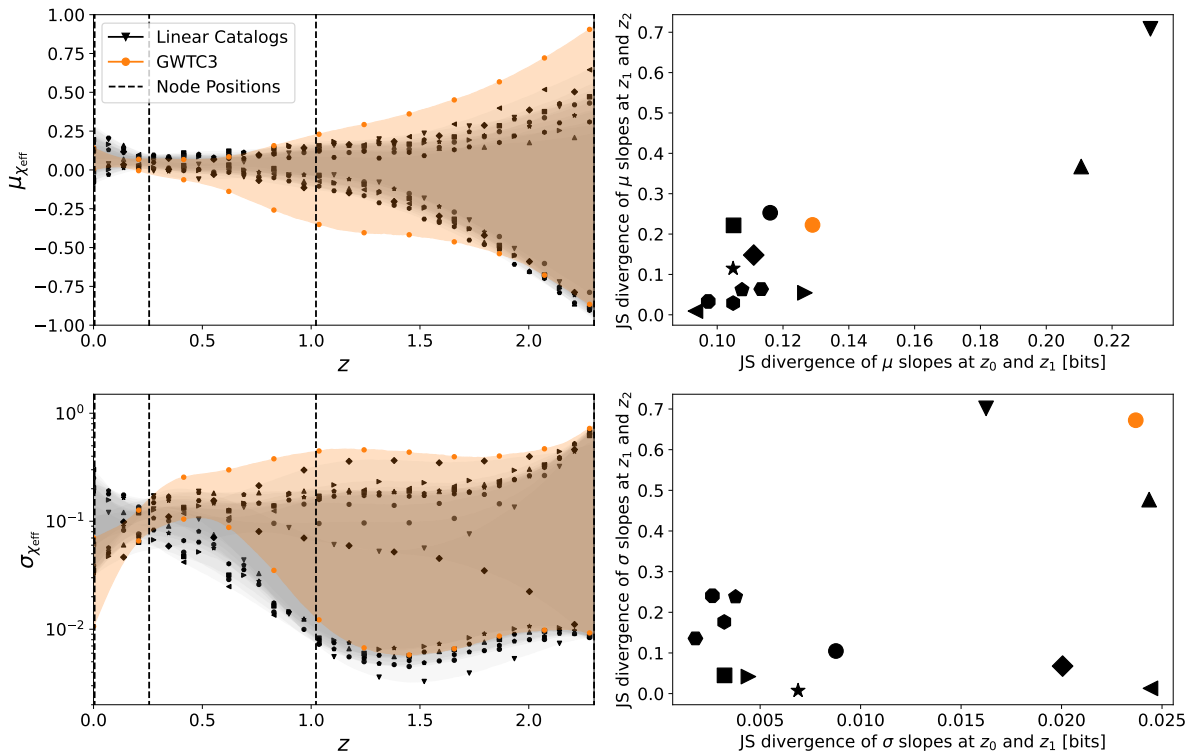 1.00
0.75
0.50
0.25
0.00
−0.25
−0.50
−0.75
−1.00
μχeff
Linear Catalogs
GWTC3
Node Positions
0.0 0.5 1.0 1.5 2.0
z
JS divergence of μ slopes at z1 and z2
0.7
0.6
0.5
0.4
0.3
0.2
0.1
0.0
0.10 0.12 0.14 0.16 0.18 0.20 0.22
JS divergence of μ slopes at z0 and z1 [bits]
10^0
10^−1
10^−2
σχeff
0.0 0.5 1.0 1.5 2.0
z
JS divergence of σ slopes at z1 and z2
0.7
0.6
0.5
0.4
0.3
0.2
0.1
0.0
0.005 0.010 0.015 0.020 0.025
JS divergence of σ slopes at z0 and z1 [bits]